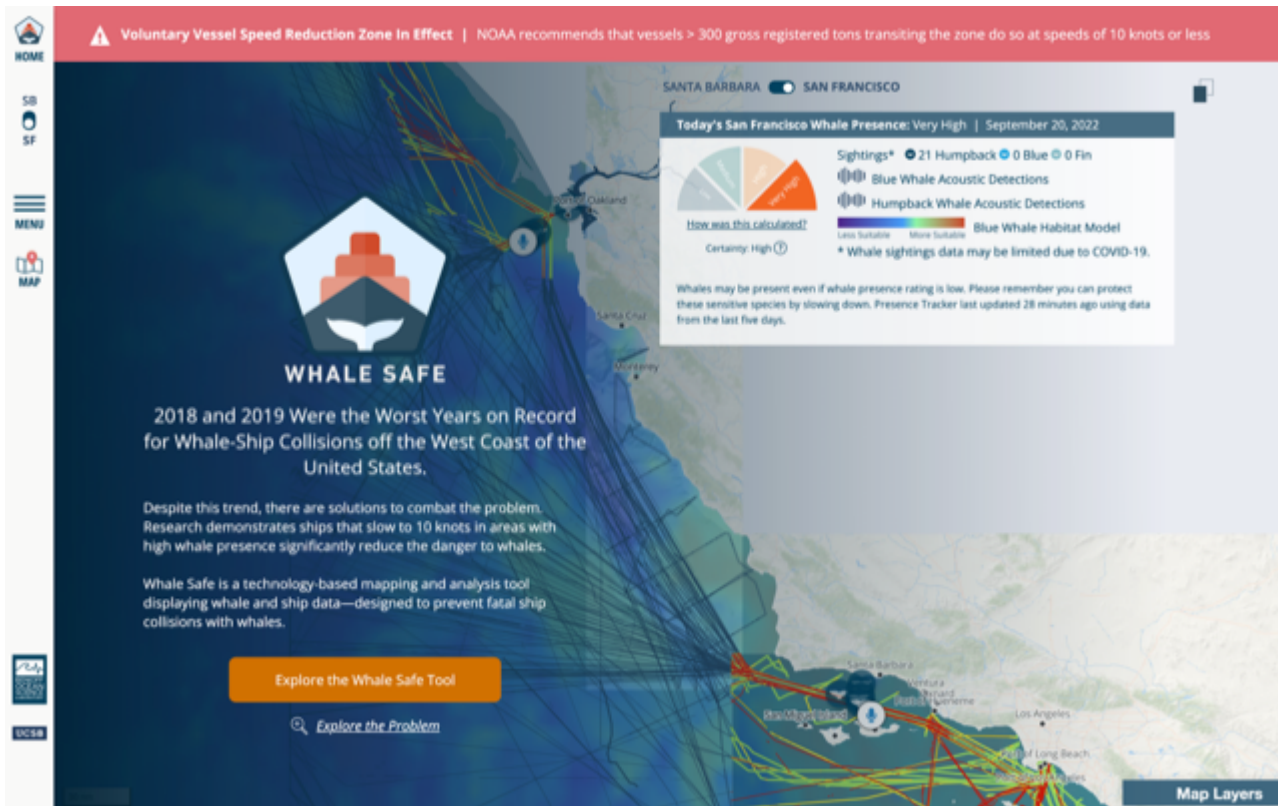 HOME
SB
SF
MENU
MAP
UCSB
Voluntary Vessel Speed Reduction Zone In Effect | NOAA recommends that vessels > 300 gross registered tons transiting the zone do so at speeds of 10 knots or less
SANTA BARBARA SAN FRANCISCO
Today's San Francisco Whale Presence: Very High | September 20, 2022
Very High
How was this calculated?
Certainty: High ?
Sightings* 21 Humpback 0 Blue 0 Fin
Blue Whale Acoustic Detections
Humpback Whale Acoustic Detections
Less Suitable More Suitable Blue Whale Habitat Model
* Whale sightings data may be limited due to COVID-19.
Whales may be present even if whale presence rating is low. Please remember you can protect
these sensitive species by slowing down. Presence Tracker last updated 28 minutes ago using data
from the last five days.
WHALE SAFE
2018 and 2019 Were the Worst Years on Record
for Whale-Ship Collisions off the West Coast of the
United States.
Despite this trend, there are solutions to combat the problem.
Research demonstrates ships that slow to 10 knots in areas with
high whale presence significantly reduce the danger to whales.
Whale Safe is a technology-based mapping and analysis tool
displaying whale and ship data—designed to prevent fatal ship
collisions with whales.
Explore the Whale Safe Tool
Explore the Problem
Oakland
Santa Cruz
Monterey
Santa Barbara
Ventura
San Miguel Island
Los Angeles
of Long Beach
Map Layers